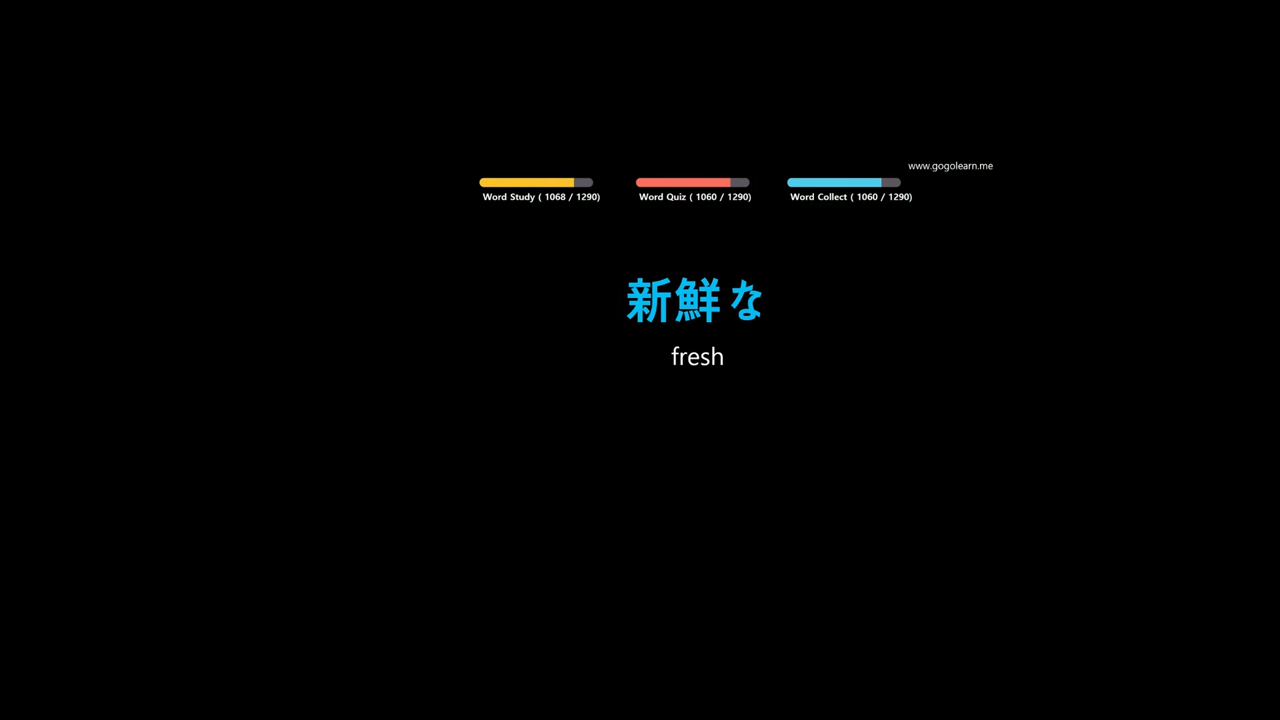 www.gogolearn.me
Word Study ( 1068 / 1290)
Word Quiz ( 1060 / 1290)
Word Collect ( 1060 / 1290)
新鮮な
fresh